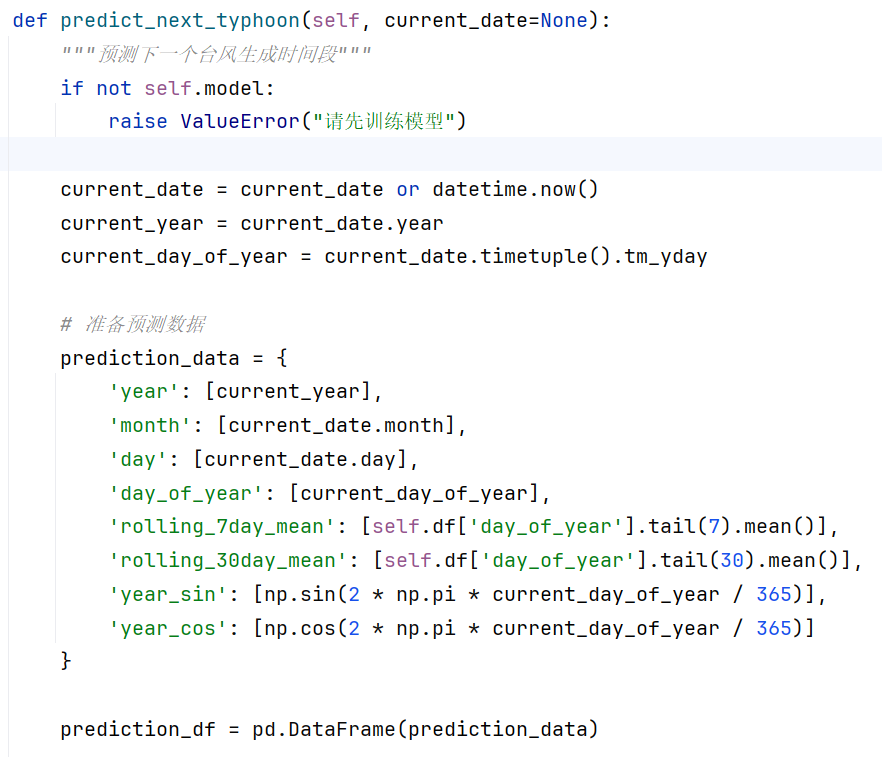 def predict_next_typhoon(self, current_date=None):
    """预测下一个台风生成时间段"""
    if not self.model:
        raise ValueError("请先训练模型")

    current_date = current_date or datetime.now()
    current_year = current_date.year
    current_day_of_year = current_date.timetuple().tm_yday

    # 准备预测数据
    prediction_data = {
        'year': [current_year],
        'month': [current_date.month],
        'day': [current_date.day],
        'day_of_year': [current_day_of_year],
        'rolling_7day_mean': [self.df['day_of_year'].tail(7).mean()],
        'rolling_30day_mean': [self.df['day_of_year'].tail(30).mean()],
        'year_sin': [np.sin(2 * np.pi * current_day_of_year / 365)],
        'year_cos': [np.cos(2 * np.pi * current_day_of_year / 365)]
    }

    prediction_df = pd.DataFrame(prediction_data)